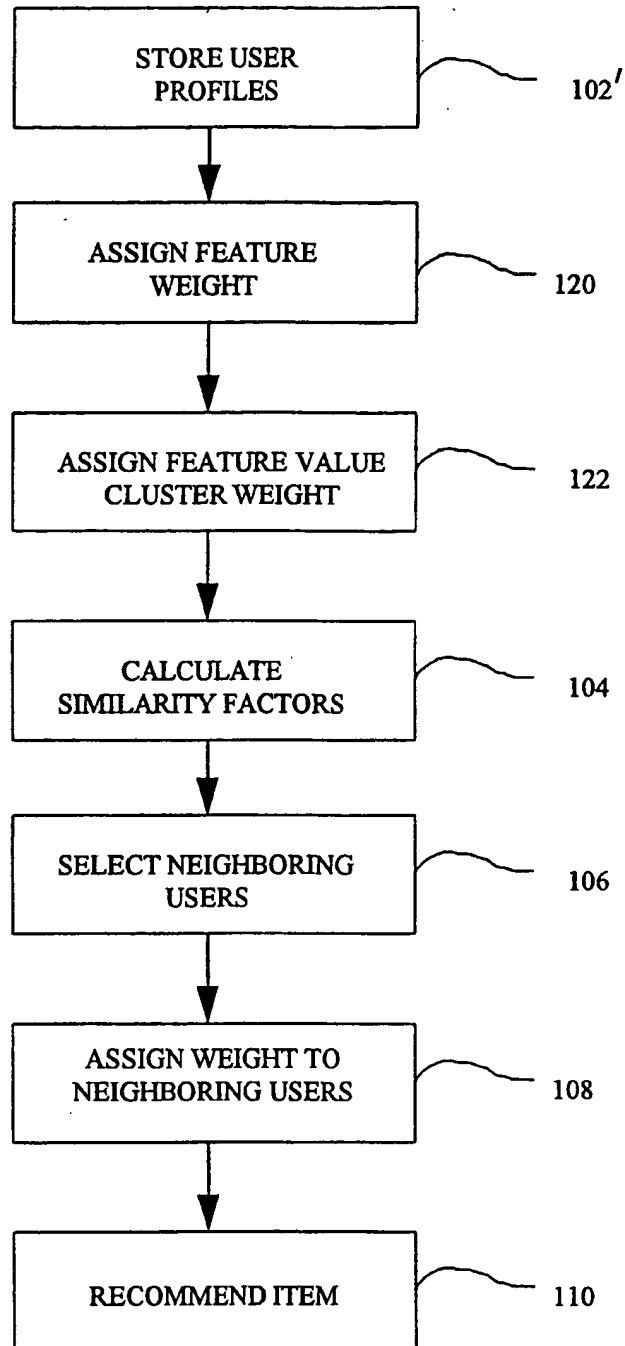 STORE USER
PROFILES
102'
ASSIGN FEATURE
WEIGHT
120
ASSIGN FEATURE VALUE
CLUSTER WEIGHT
122
CALCULATE
SIMILARITY FACTORS
104
SELECT NEIGHBORING
USERS
106
ASSIGN WEIGHT TO
NEIGHBORING USERS
108
RECOMMEND ITEM
110